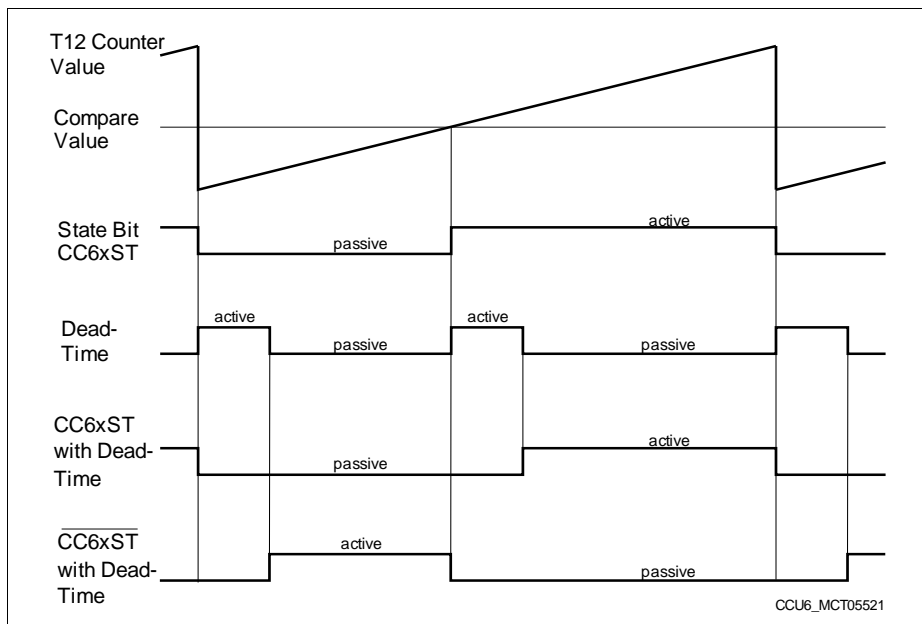 T12 Counter
Value
Compare
Value
State Bit
CC6xST
passive
active
Dead-
Time
active
passive
active
passive
CC6xST
with Dead-
Time
passive
active
CC6xST
with Dead-
Time
active
passive
CCU6_MCT05521